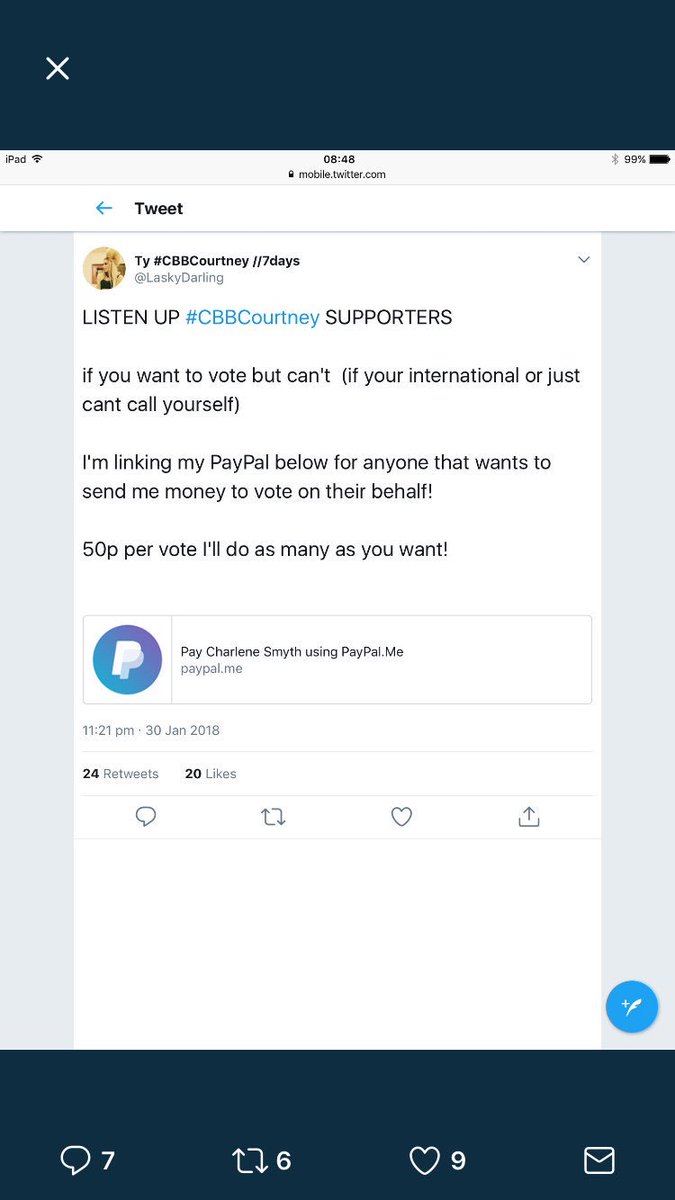 iPad 08:48 99%
mobile.twitter.com
Tweet
Ty #CBBCourtney //7days
@LaskyDarling
LISTEN UP #CBBCourtney SUPPORTERS
if you want to vote but can't (if your international or just
cant call yourself)
I'm linking my PayPal below for anyone that wants to
send me money to vote on their behalf!
50p per vote I'll do as many as you want!
Pay Charlene Smyth using PayPal.Me
paypal.me
11:21 pm · 30 Jan 2018
24 Retweets 20 Likes
7 6 9